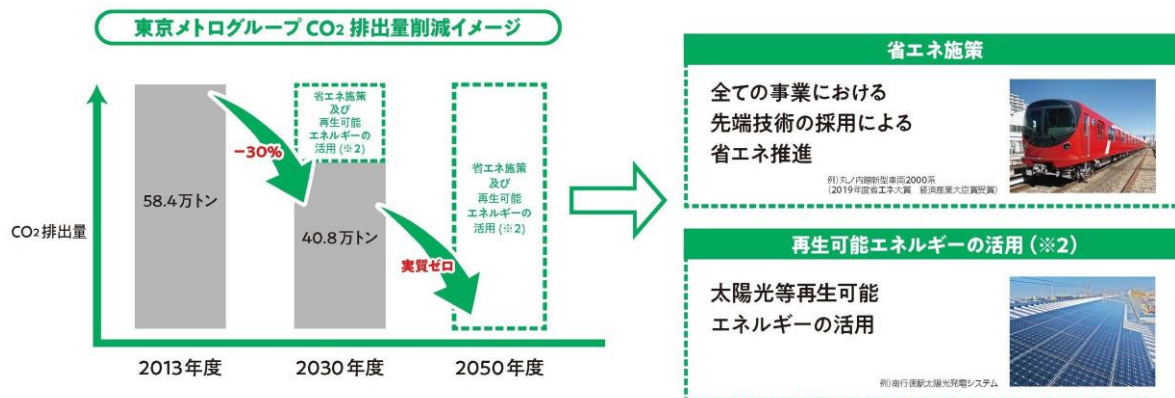 東京メトログループ CO₂ 排出量削減イメージ
CO₂ 排出量
58.4万トン
−30%
省エネ施策
及び
再生可能
エネルギーの
活用(※2)
40.8万トン
実質ゼロ
省エネ施策
及び
再生可能
エネルギーの
活用(※2)
2013年度
2030年度
2050年度
省エネ施策
全ての事業における
先端技術の採用による
省エネ推進
例)丸ノ内線新型車両2000系
(2019年度省エネ大賞 経済産業大臣賞受賞)
再生可能エネルギーの活用(※2)
太陽光等再生可能
エネルギーの活用
例)南行徳駅太陽光発電システム